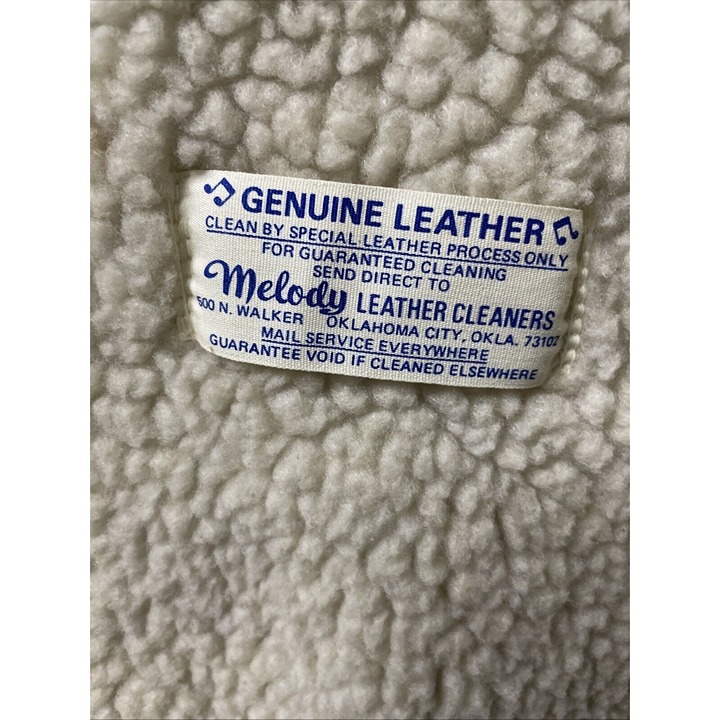 GENUINE LEATHER
CLEAN BY SPECIAL LEATHER PROCESS ONLY
FOR GUARANTEED CLEANING
SEND DIRECT TO
Melody LEATHER CLEANERS
500 N. WALKER OKLAHOMA CITY, OKLA. 73102
MAIL SERVICE EVERYWHERE
GUARANTEE VOID IF CLEANED ELSEWHERE